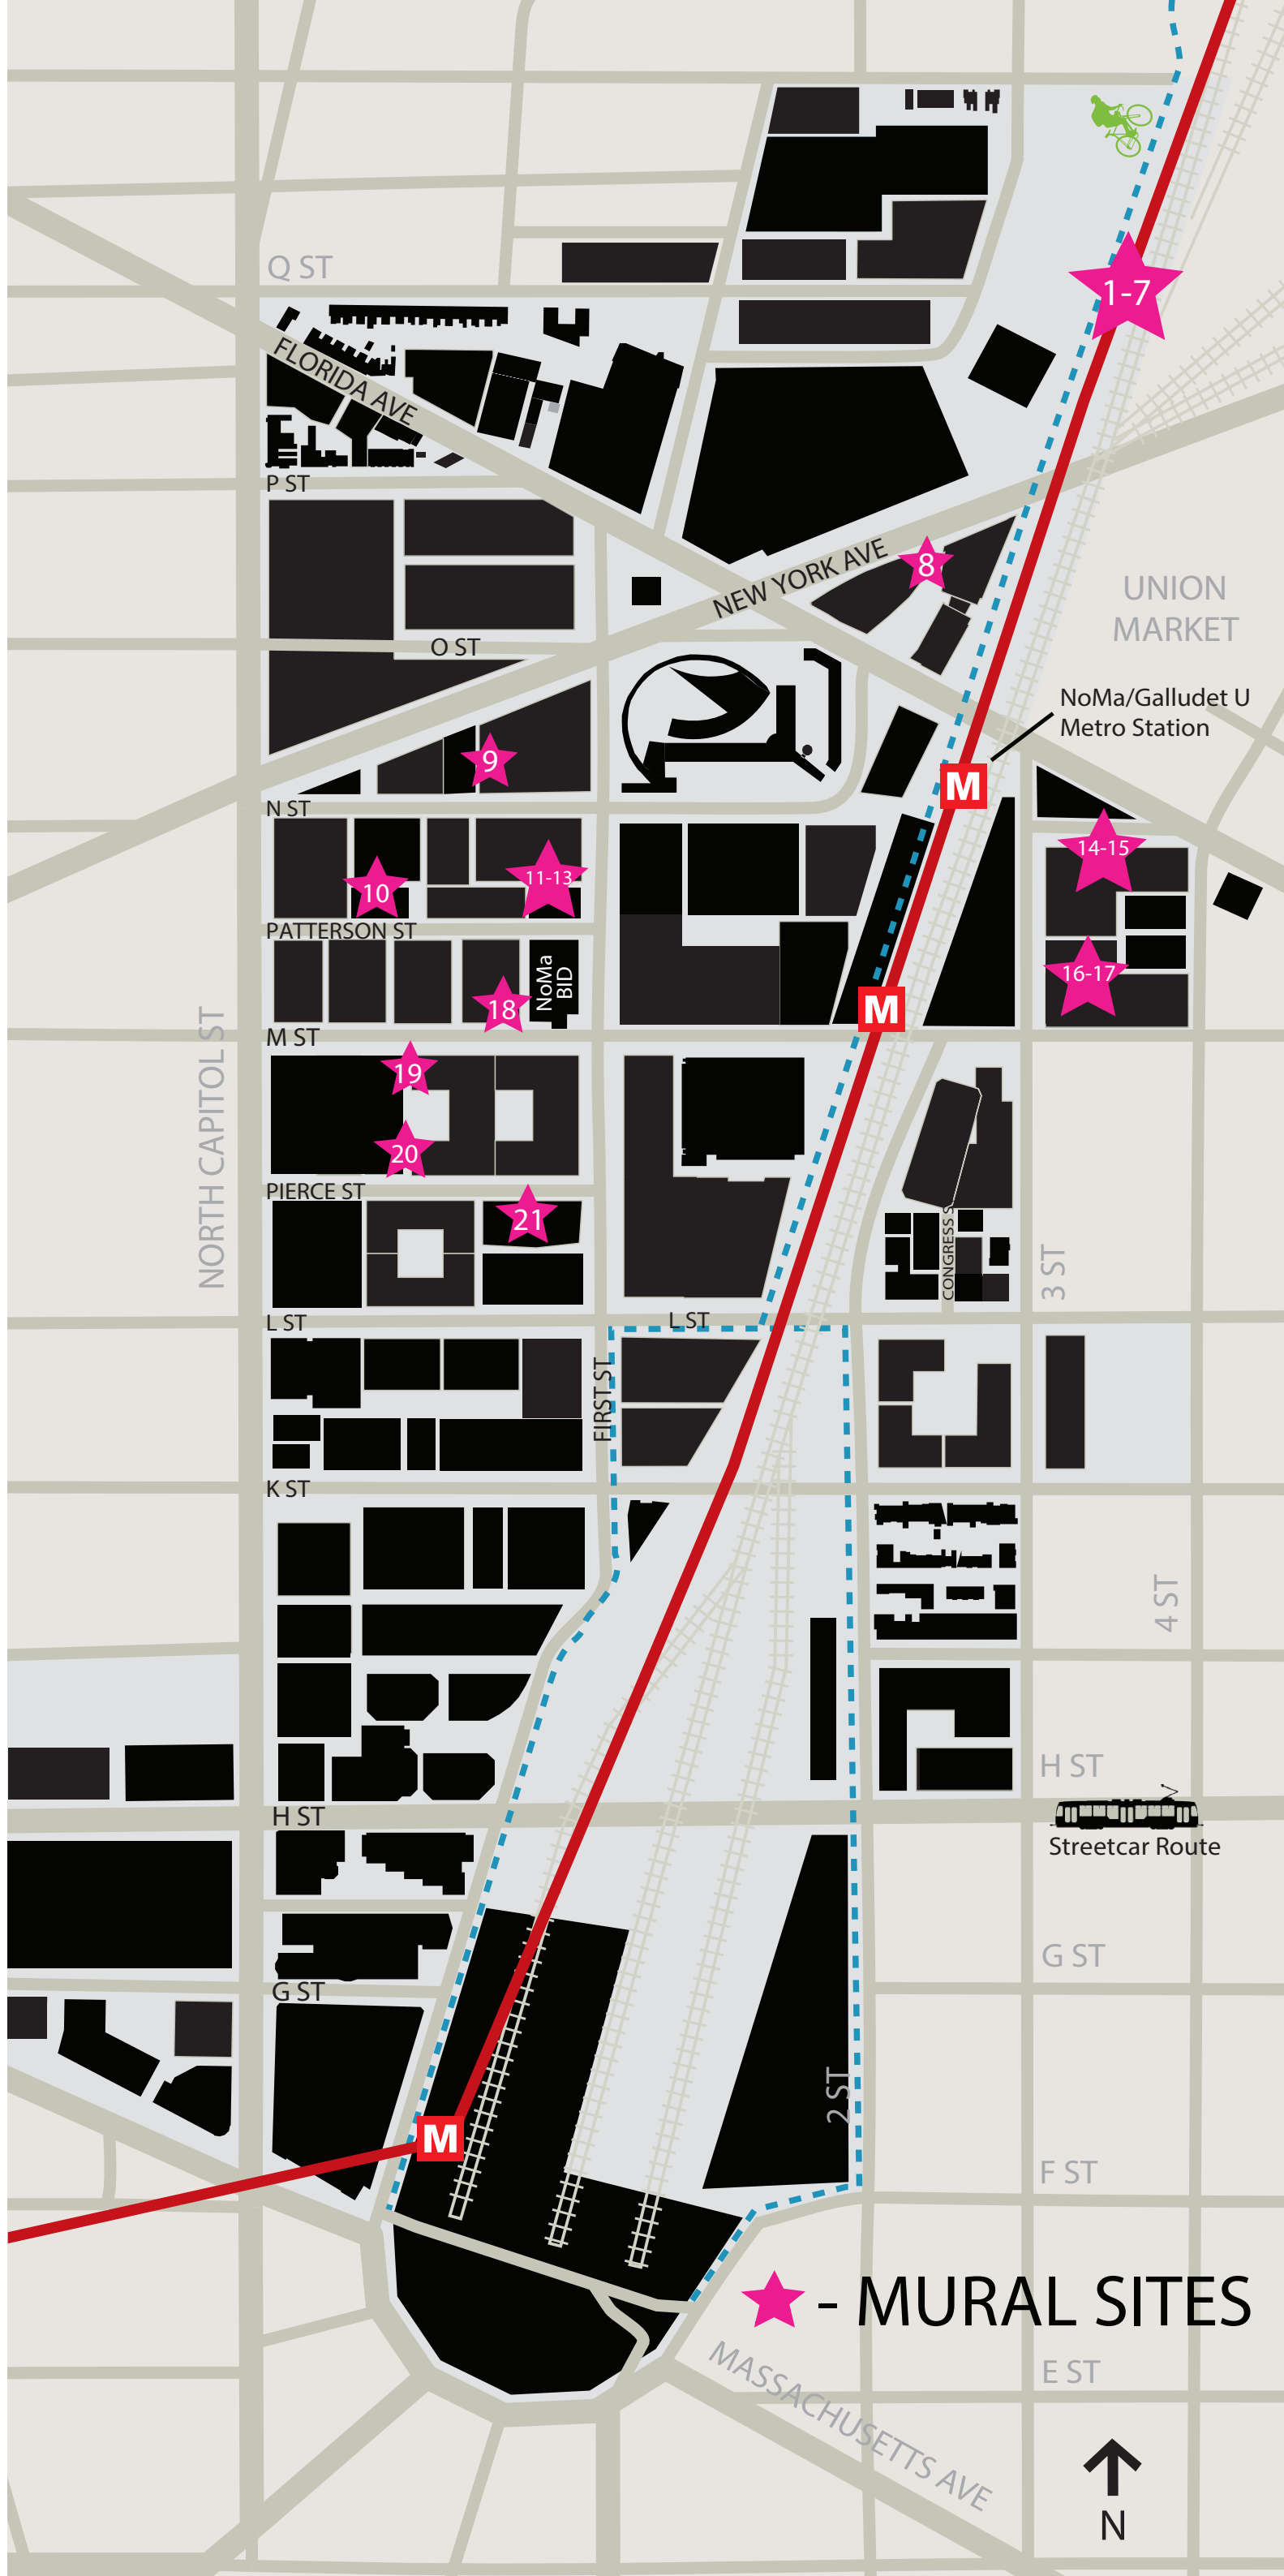 Q ST
1-7
FLORIDA AVE
P ST
NEW YORK AVE
8
UNION
MARKET
O ST
NoMa/Galludet U
Metro Station
9
M
N ST
14-15
10
11-13
PATTERSON ST
NoMa
BID
16-17
18
M
M ST
NORTH CAPITOL ST
19
20
PIERCE ST
21
CONGRESS S
3 ST
L ST
L ST
FIRST ST
K ST
4 ST
H ST
H ST
Streetcar Route
G ST
G ST
2 ST
M
F ST
- MURAL SITES
MASSACHUSETTS AVE
E ST
N